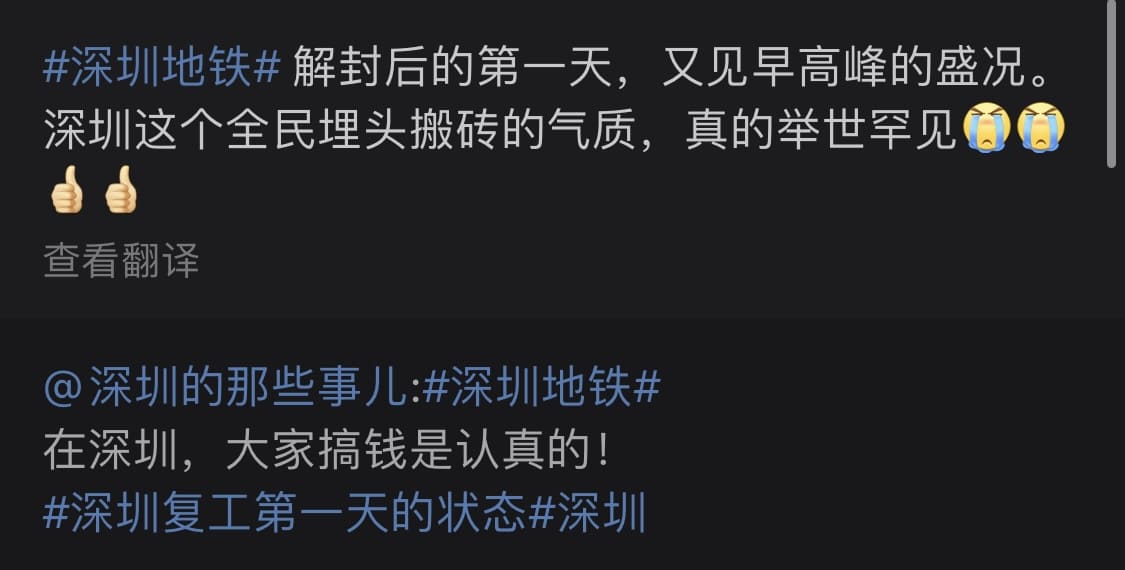 #深圳地铁# 解封后的第一天，又见早高峰的盛况。
深圳这个全民埋头搬砖的气质，真的举世罕见😭😭
👍🏻👍🏻
查看翻译
@深圳的那些事儿:#深圳地铁#
在深圳，大家搞钱是认真的！
#深圳复工第一天的状态#深圳